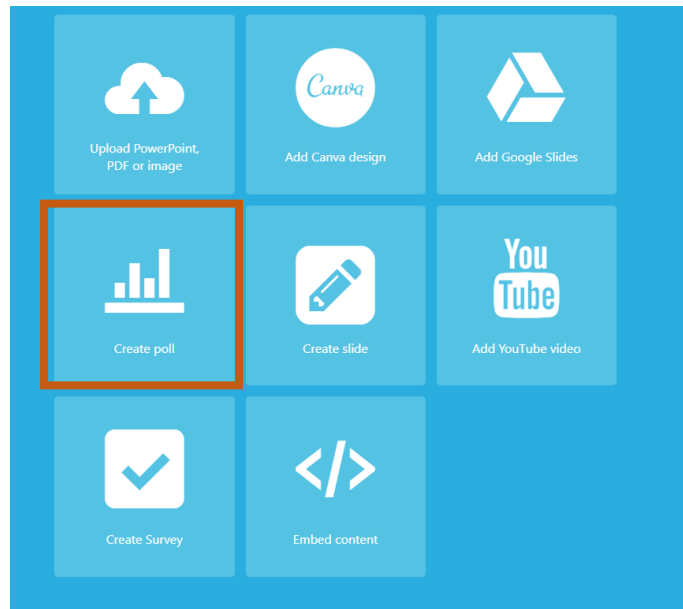 Canva
Upload PowerPoint,
PDF or image
Add Canva design
Add Google Slides
You
Tube
Create poll
Create slide
Add YouTube video
</>
Create Survey
Embed content